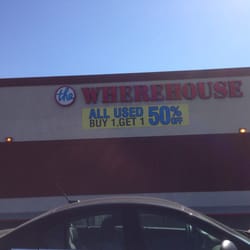 the WHEREHOUSE
ALL USED
BUY 1, GET 1 50% OFF